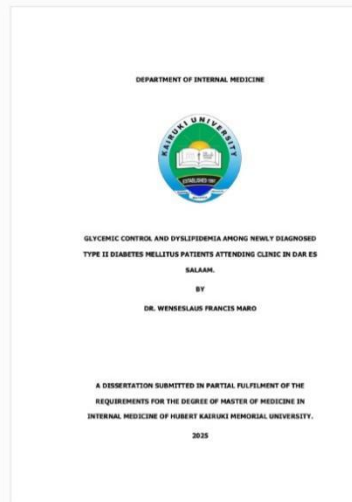 DEPARTMENT OF INTERNAL MEDICINE
KAIRUKI UNIVERSITY
ESTABLISHED 1997
GLYCEMIC CONTROL AND DYSLIPIDEMIA AMONG NEWLY DIAGNOSED
TYPE II DIABETES MELLITUS PATIENTS ATTENDING CLINIC IN DAR ES
SALAAM.
BY
DR. WENSESLAUS FRANCIS MARO
A DISSERTATION SUBMITTED IN PARTIAL FULFILMENT OF THE
REQUIREMENTS FOR THE DEGREE OF MASTER OF MEDICINE IN
INTERNAL MEDICINE OF HUBERT KAIRUKI MEMORIAL UNIVERSITY.
2025